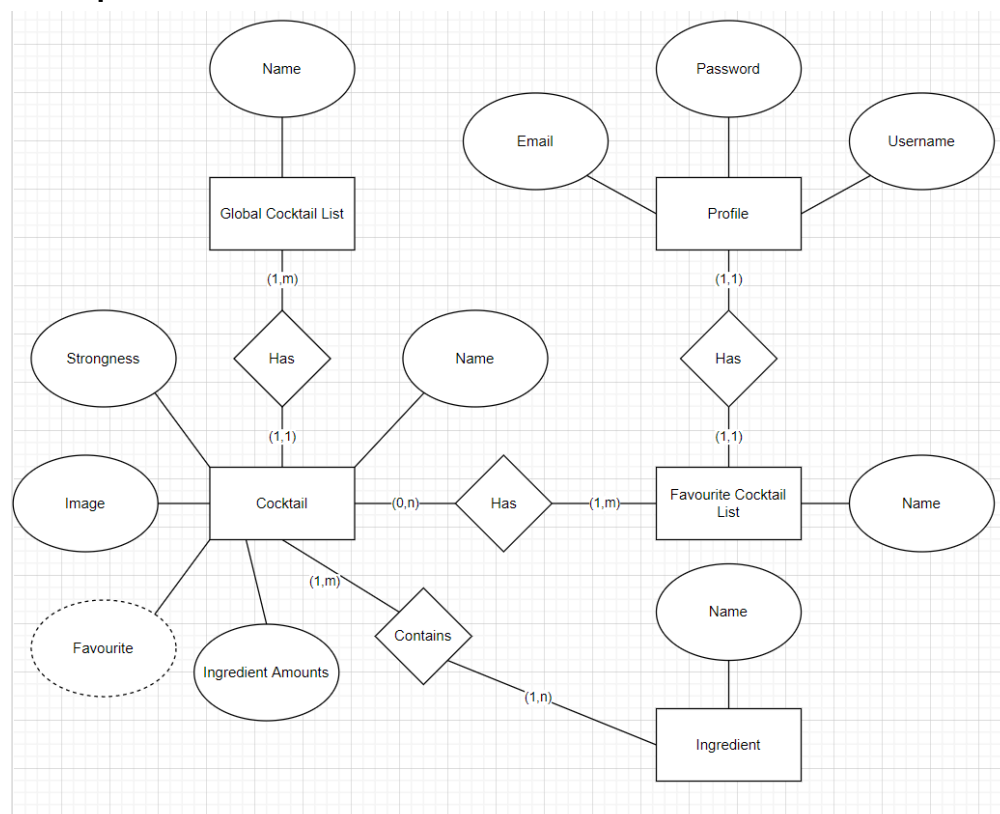 Name
Password
Email
Username
Global Cocktail List
Profile
(1,m)
(1,1)
Strongness
Has
Name
Has
(1,1)
(1,1)
Image
Cocktail
(0,n)
Has
(1,m)
Favourite Cocktail
List
Name
(1,m)
Name
Contains
Favourite
Ingredient Amounts
(1,n)
Ingredient